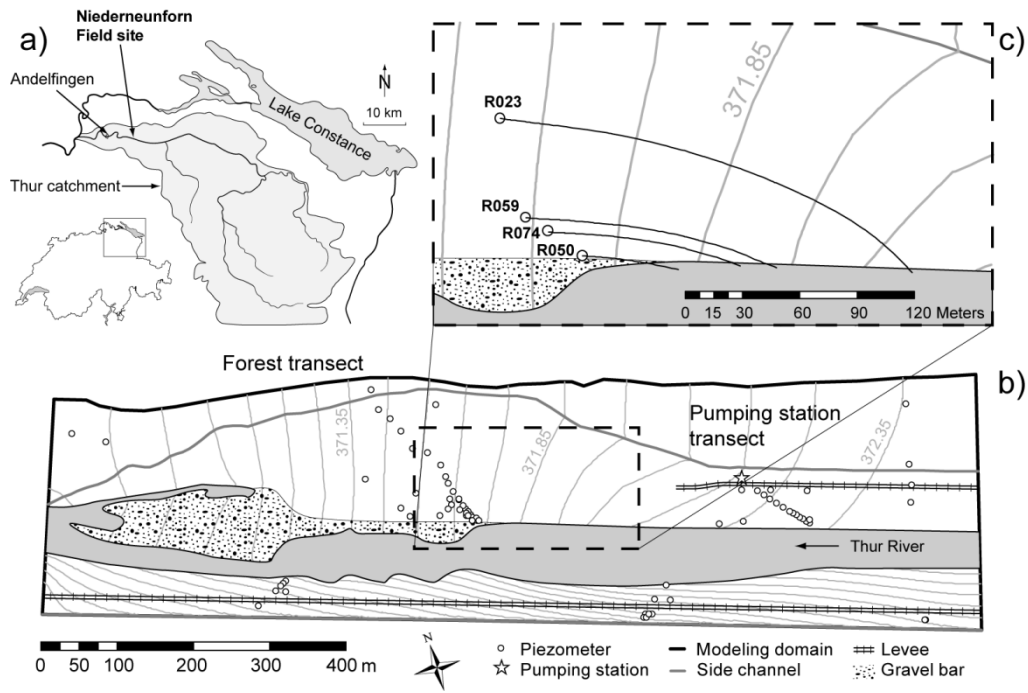 a)
Niederneunforn
Field site
Andelfingen
N
10 km
Lake Constance
Thur catchment
c)
371.85
R023
R059
R074
R050
0 15 30 60 90 120 Meters
b)
Forest transect
Pumping station
transect
371.35
371.85
372.35
Thur River
0 50 100 200 300 400 m
N
Piezometer
Pumping station
Modeling domain
Side channel
Levee
Gravel bar